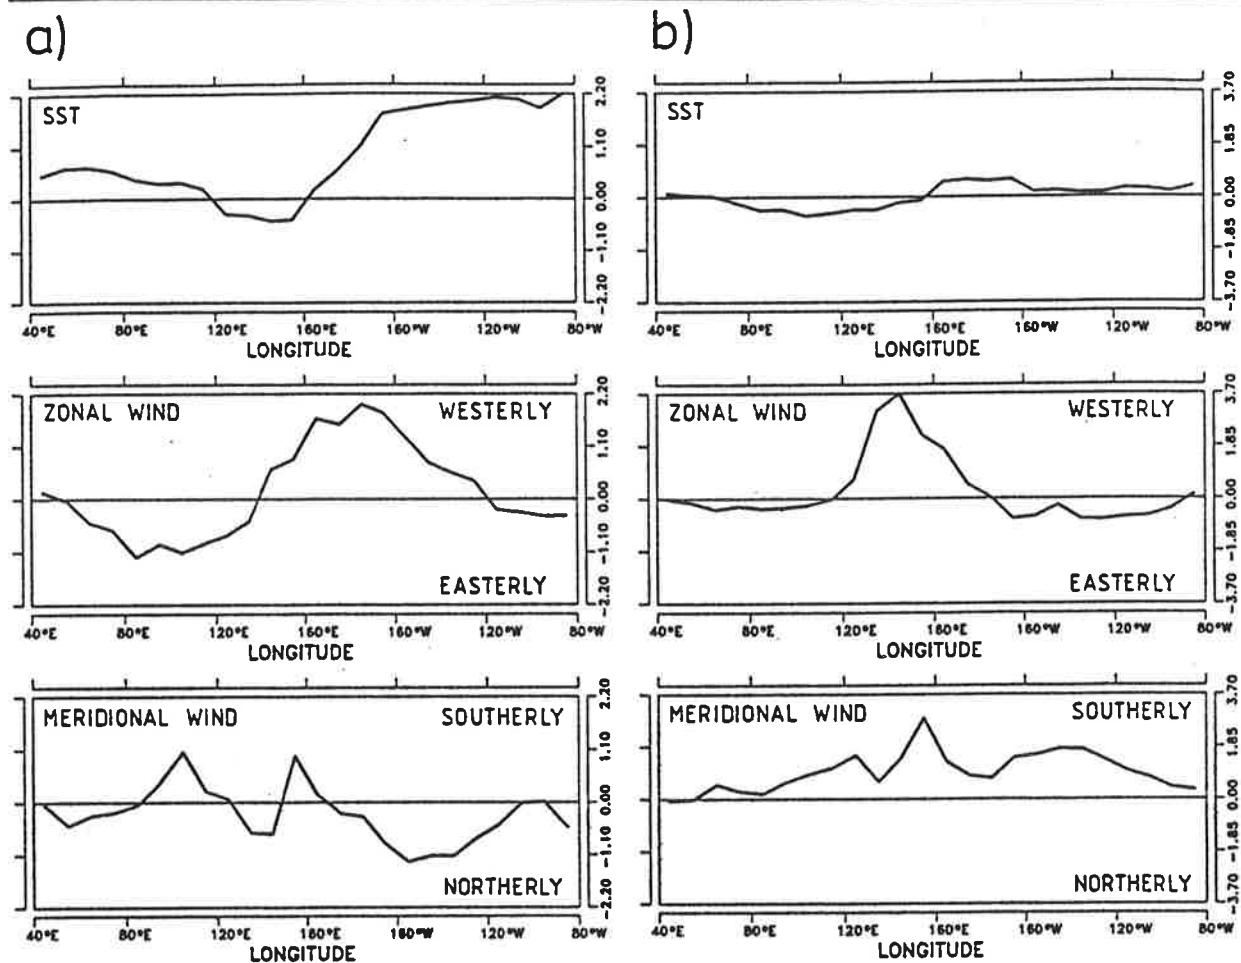 a)
SST
2.20
1.10
0.00
-1.10
-2.20
40°E 80°E 120°E 160°E 160°W 120°W 80°W
LONGITUDE
ZONAL WIND WESTERLY
EASTERLY
2.20
1.10
0.00
-1.10
-2.20
40°E 80°E 120°E 160°E 160°W 120°W 80°W
LONGITUDE
MERIDIONAL WIND SOUTHERLY
NORTHERLY
2.20
1.10
0.00
-1.10
-2.20
40°E 80°E 120°E 160°E 160°W 120°W 80°W
LONGITUDE
b)
SST
3.70
1.85
0.00
-1.85
-3.70
40°E 80°E 120°E 160°E 160°W 120°W 80°W
LONGITUDE
ZONAL WIND WESTERLY
EASTERLY
3.70
1.85
0.00
-1.85
-3.70
40°E 80°E 120°E 160°E 160°W 120°W 80°W
LONGITUDE
MERIDIONAL WIND SOUTHERLY
NORTHERLY
3.70
1.85
0.00
-1.85
-3.70
40°E 80°E 120°E 160°E 160°W 120°W 80°W
LONGITUDE